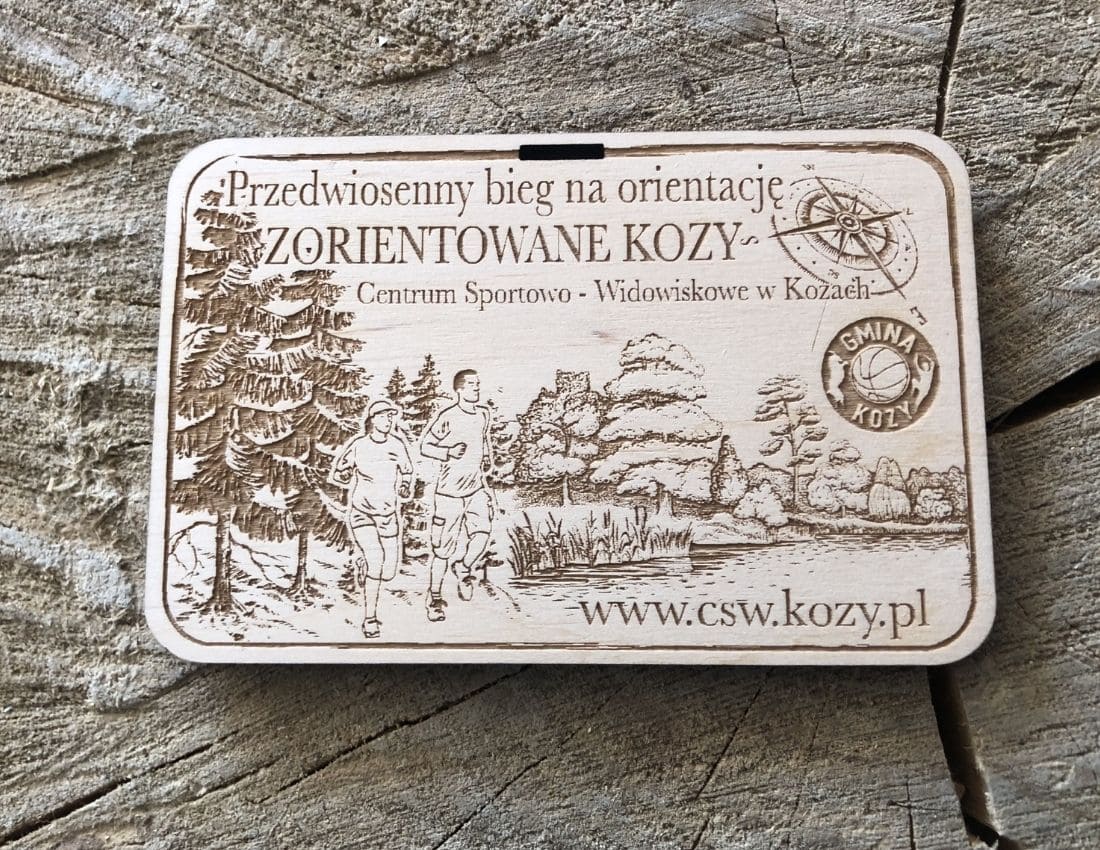 Przedwiosenny bieg na orientację
ZORIENTOWANE KOZY
Centrum Sportowo - Widowiskowe w Kozach
GMINA
KOZY
www.csw.kozy.pl